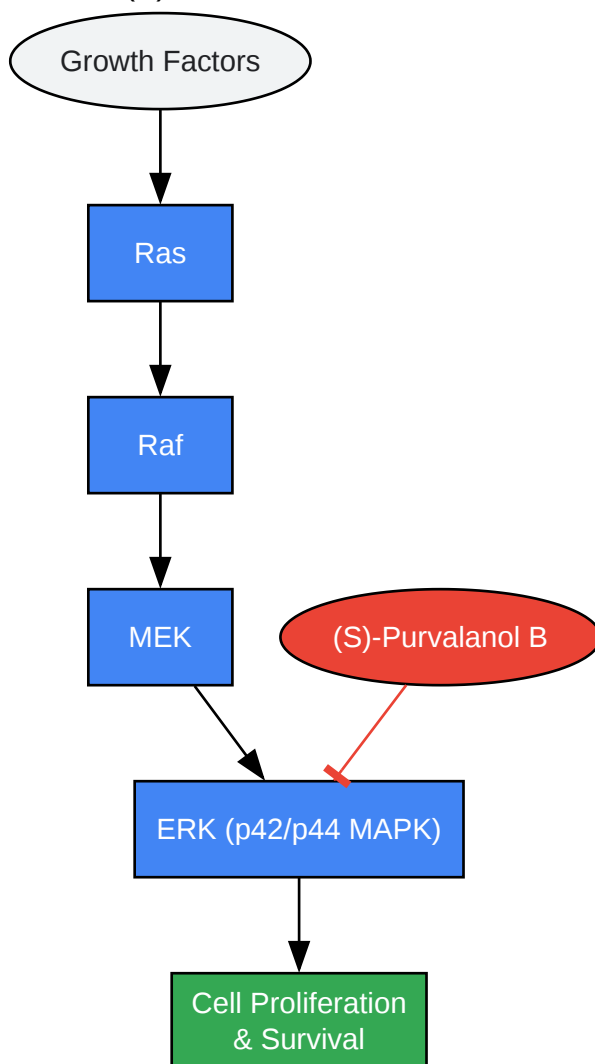 Growth Factors
Ras
Raf
MEK
(S)-Purvalanol B
ERK (p42/p44 MAPK)
Cell Proliferation
& Survival